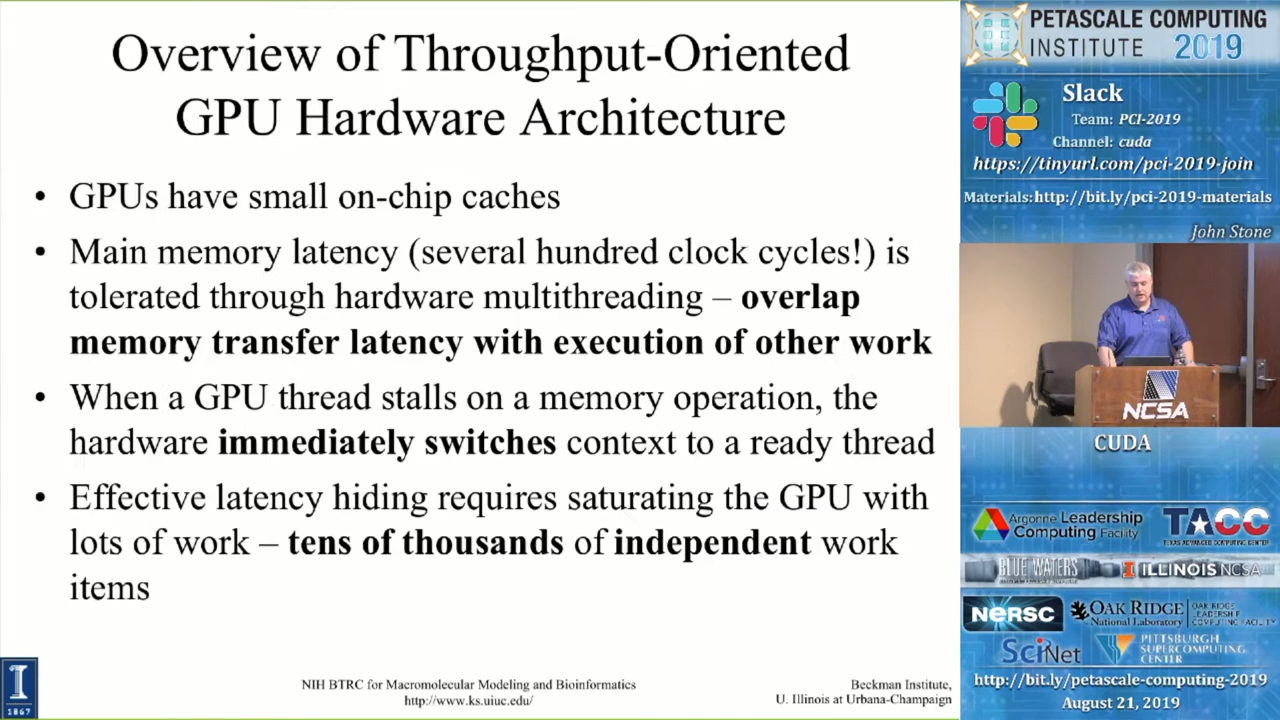 Overview of Throughput-Oriented
GPU Hardware Architecture
• GPUs have small on-chip caches
• Main memory latency (several hundred clock cycles!) is
tolerated through hardware multithreading – overlap
memory transfer latency with execution of other work
• When a GPU thread stalls on a memory operation, the
hardware immediately switches context to a ready thread
• Effective latency hiding requires saturating the GPU with
lots of work – tens of thousands of independent work
items
I
1867
NIH BTRC for Macromolecular Modeling and Bioinformatics
http://www.ks.uiuc.edu/
Beckman Institute,
U. Illinois at Urbana-Champaign
PETASCALE COMPUTING
INSTITUTE 2019
Slack
Team: PCI-2019
Channel: cuda
https://tinyurl.com/pci-2019-join
Materials:http://bit.ly/pci-2019-materials
John Stone
NCSA
CUDA
Argonne Leadership
Computing Facility
TACC
TEXAS ADVANCED COMPUTING CENTER
BLUE WATERS
I ILLINOIS NCSA
NERSC
OAK RIDGE
National Laboratory
OAK RIDGE
LEADERSHIP
COMPUTING FACILITY
SciNet
PITTSBURGH
SUPERCOMPUTING
CENTER
http://bit.ly/petascale-computing-2019
August 21, 2019